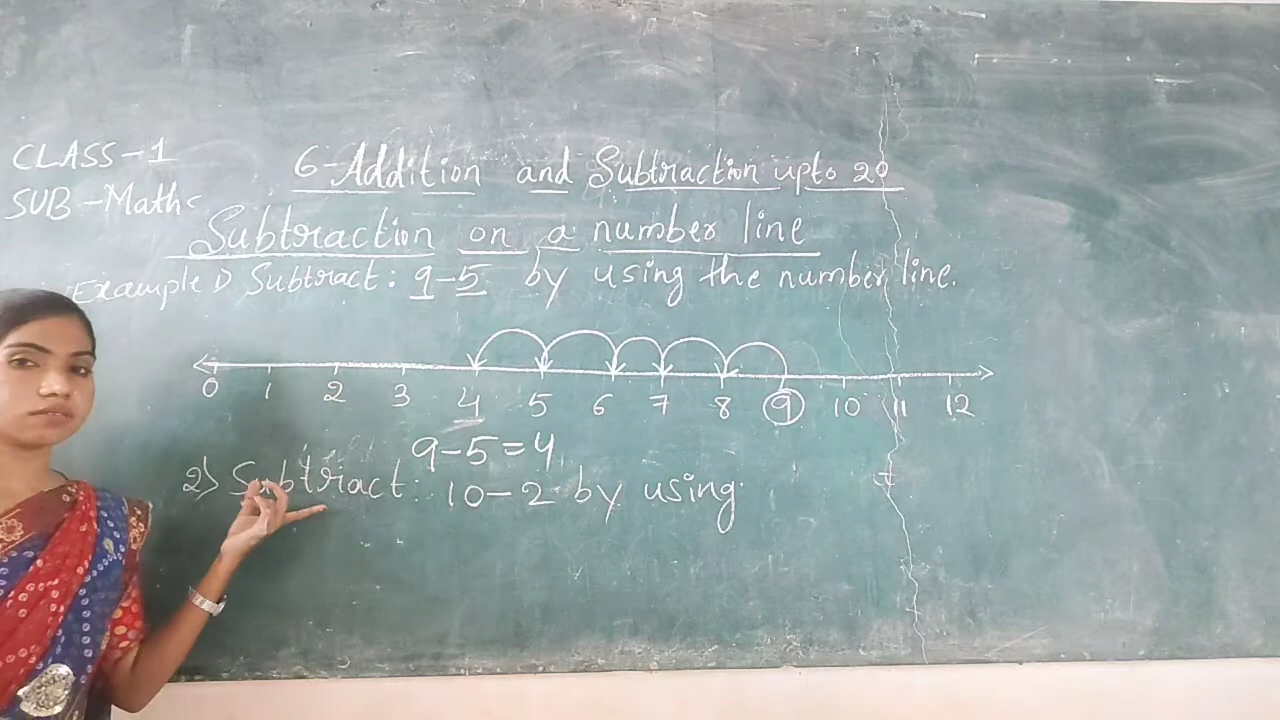 CLASS-1
SUB-Maths
6-Addition and Subtraction upto 20
Subtraction on a number line
Example 1) Subtract: 9-5 by using the number line.
0 1 2 3 4 5 6 7 8 9 10 11 12
9-5=4
2) Subtract: 10-2 by using